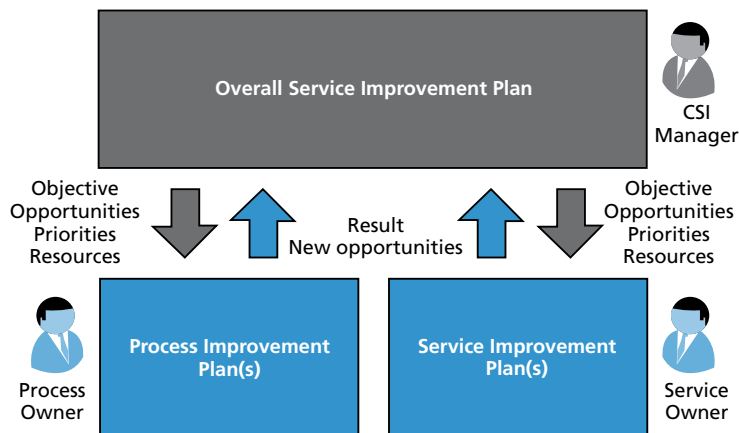 Overall Service Improvement Plan
CSI
Manager
Objective
Opportunities
Priorities
Resources
Result
New opportunities
Objective
Opportunities
Priorities
Resources
Process Improvement
Plan(s)
Service Improvement
Plan(s)
Process
Owner
Service
Owner